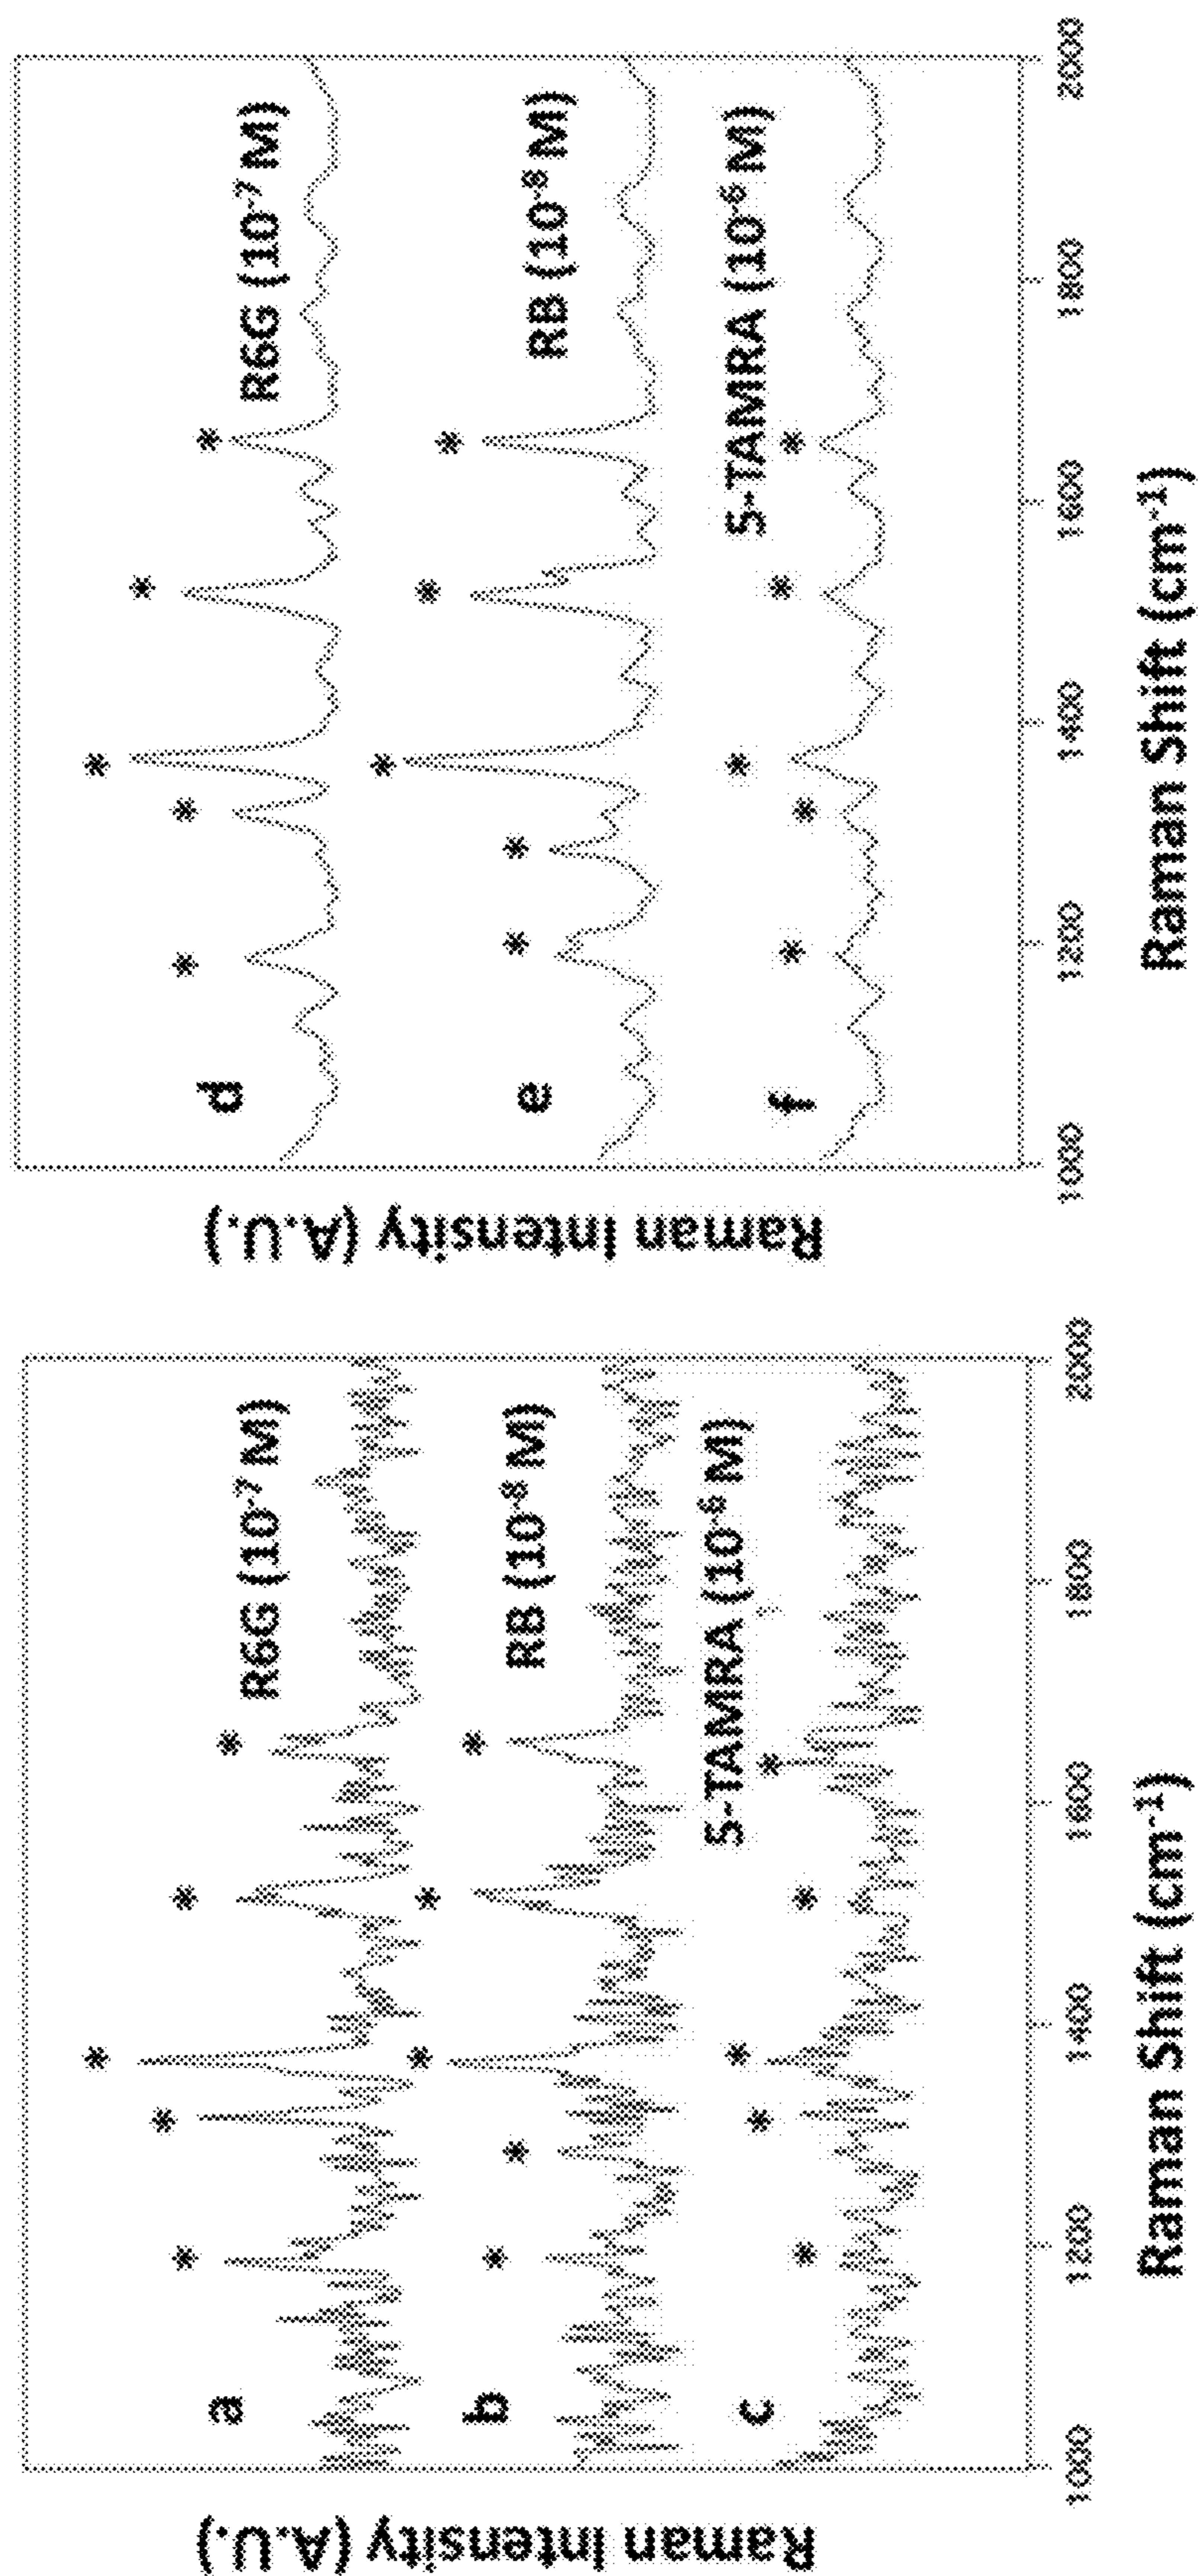 Raman Intensity (A.U.)
a
R6G (10-7 M)
*
*
*
*
*
b
RB (10-8 M)
*
*
*
*
*
c
5-TAMRA (10-6 M)
*
*
*
*
*
1000 1200 1400 1600 1800 2000
Raman Shift (cm-1)
Raman Intensity (A.U.)
d
R6G (10-7 M)
*
*
*
*
*
e
RB (10-8 M)
*
*
*
*
*
f
5-TAMRA (10-6 M)
*
*
*
*
*
1000 1200 1400 1600 1800 2000
Raman Shift (cm-1)